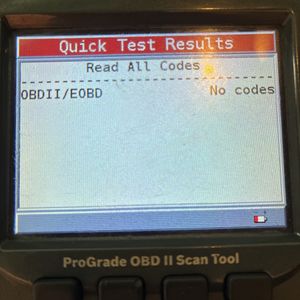 Quick Test Results
Read All Codes
OBDII/EOBD No codes
ProGrade OBD II Scan Tool